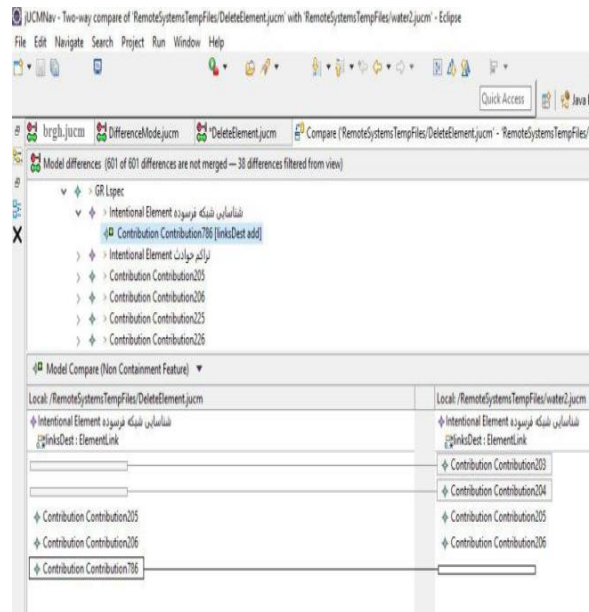 jUCMNav - Two-way compare of 'RemoteSystemsTempFiles/DeleteElement.jucm' with 'RemoteSystemsTempFiles/water2.jucm' - Eclipse
File Edit Navigate Search Project Run Window Help
Quick Access Java
brgh.jucm DifferenceMode.jucm *DeleteElement.jucm Compare ('RemoteSystemsTempFiles/DeleteElement.jucm' - 'RemoteSystemsTempFiles/
Model differences (601 of 601 differences are not merged — 38 differences filtered from view)
GR Lspec
Intentional Element شناسایی شبکه فرسوده
Contribution Contribution786 [linksDest add]
Intentional Element تراکم حوادث
Contribution Contribution205
Contribution Contribution206
Contribution Contribution225
Contribution Contribution226
Model Compare (Non Containment Feature)
Local: /RemoteSystemsTempFiles/DeleteElement.jucm Local: /RemoteSystemsTempFiles/water2.jucm
Intentional Element شناسایی شبکه فرسوده Intentional Element شناسایی شبکه فرسوده
linksDest : ElementLink linksDest : ElementLink
Contribution Contribution203
Contribution Contribution204
Contribution Contribution205 Contribution Contribution205
Contribution Contribution206 Contribution Contribution206
Contribution Contribution786